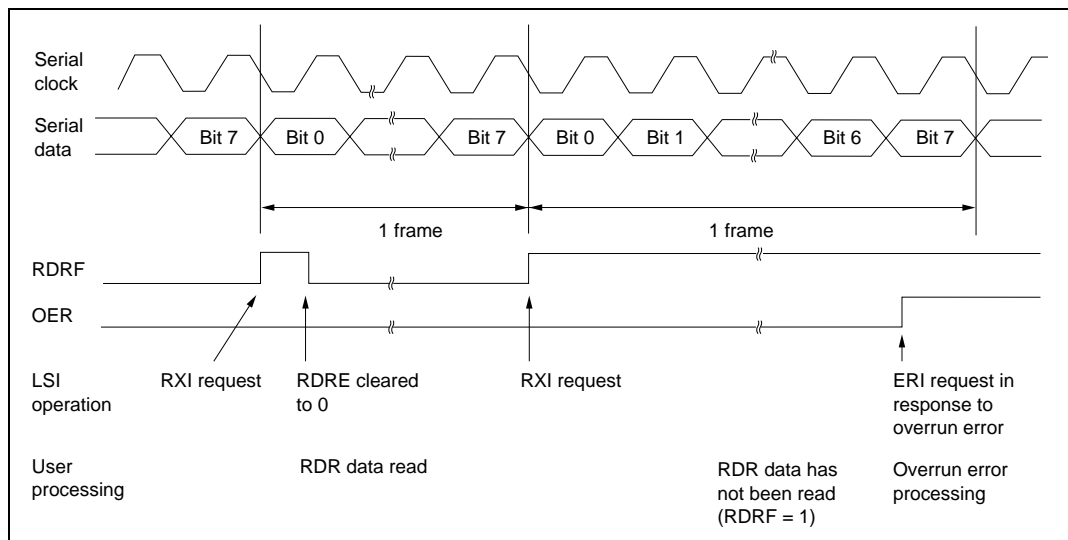 Serial
clock
Serial
data
Bit 7
Bit 0
Bit 7
Bit 0
Bit 1
Bit 6
Bit 7
1 frame
1 frame
RDRF
OER
LSI
operation
RXI request
RDRE cleared
to 0
RXI request
ERI request in
response to
overrun error
User
processing
RDR data read
RDR data has
not been read
(RDRF = 1)
Overrun error
processing